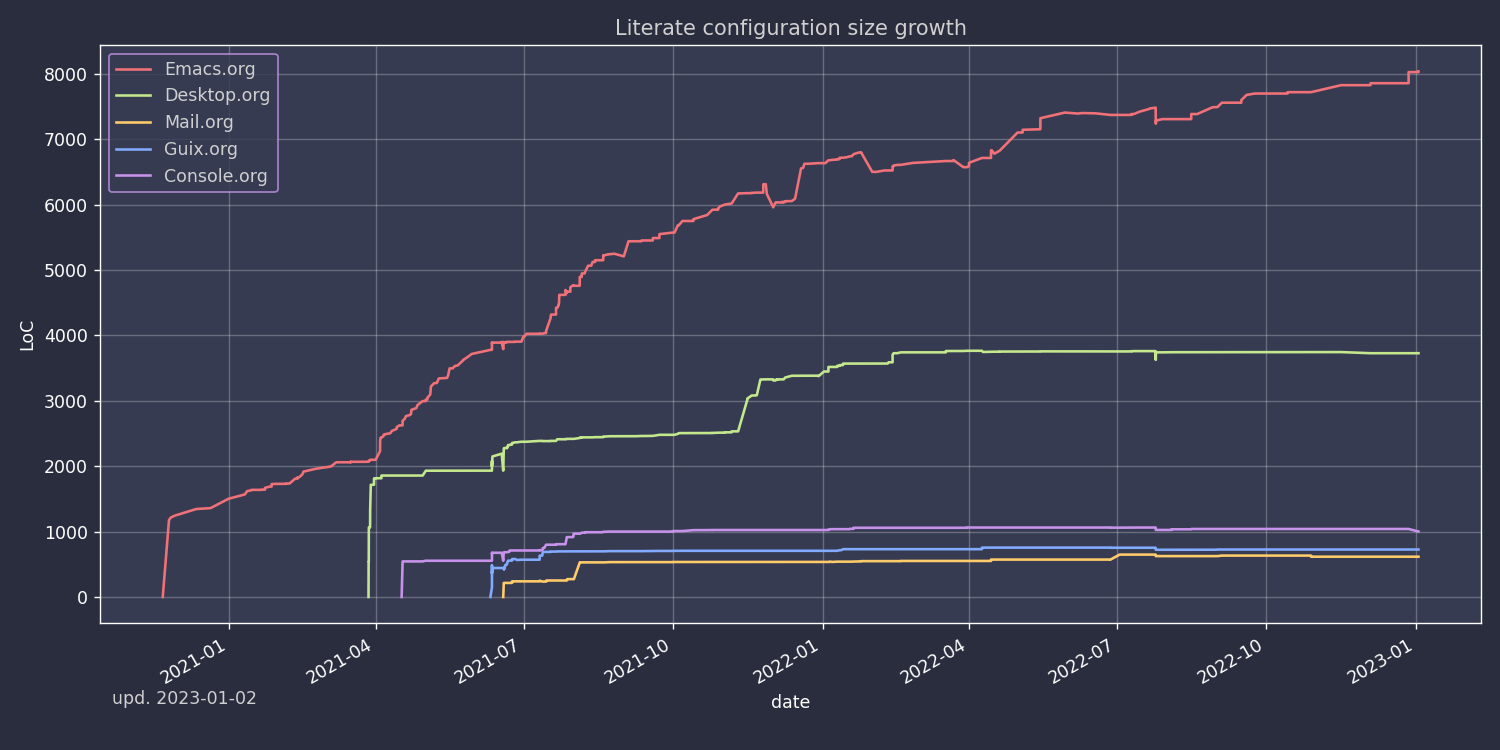 Literate configuration size growth
Emacs.org
Desktop.org
Mail.org
Guix.org
Console.org
8000
7000
6000
5000
4000
3000
2000
1000
0
LoC
2021-01
2021-04
2021-07
2021-10
2022-01
2022-04
2022-07
2022-10
2023-01
date
upd. 2023-01-02